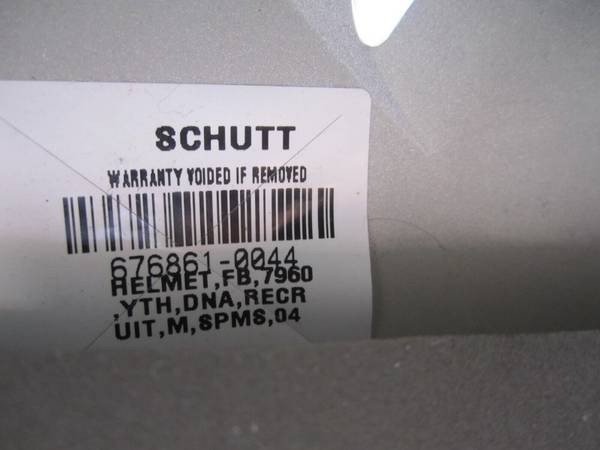 SCHUTT
WARRANTY VOIDED IF REMOVED
676861-0044
HELMET,FB,7960
,YTH,DNA,RECR
UIT,M,SPMS,04